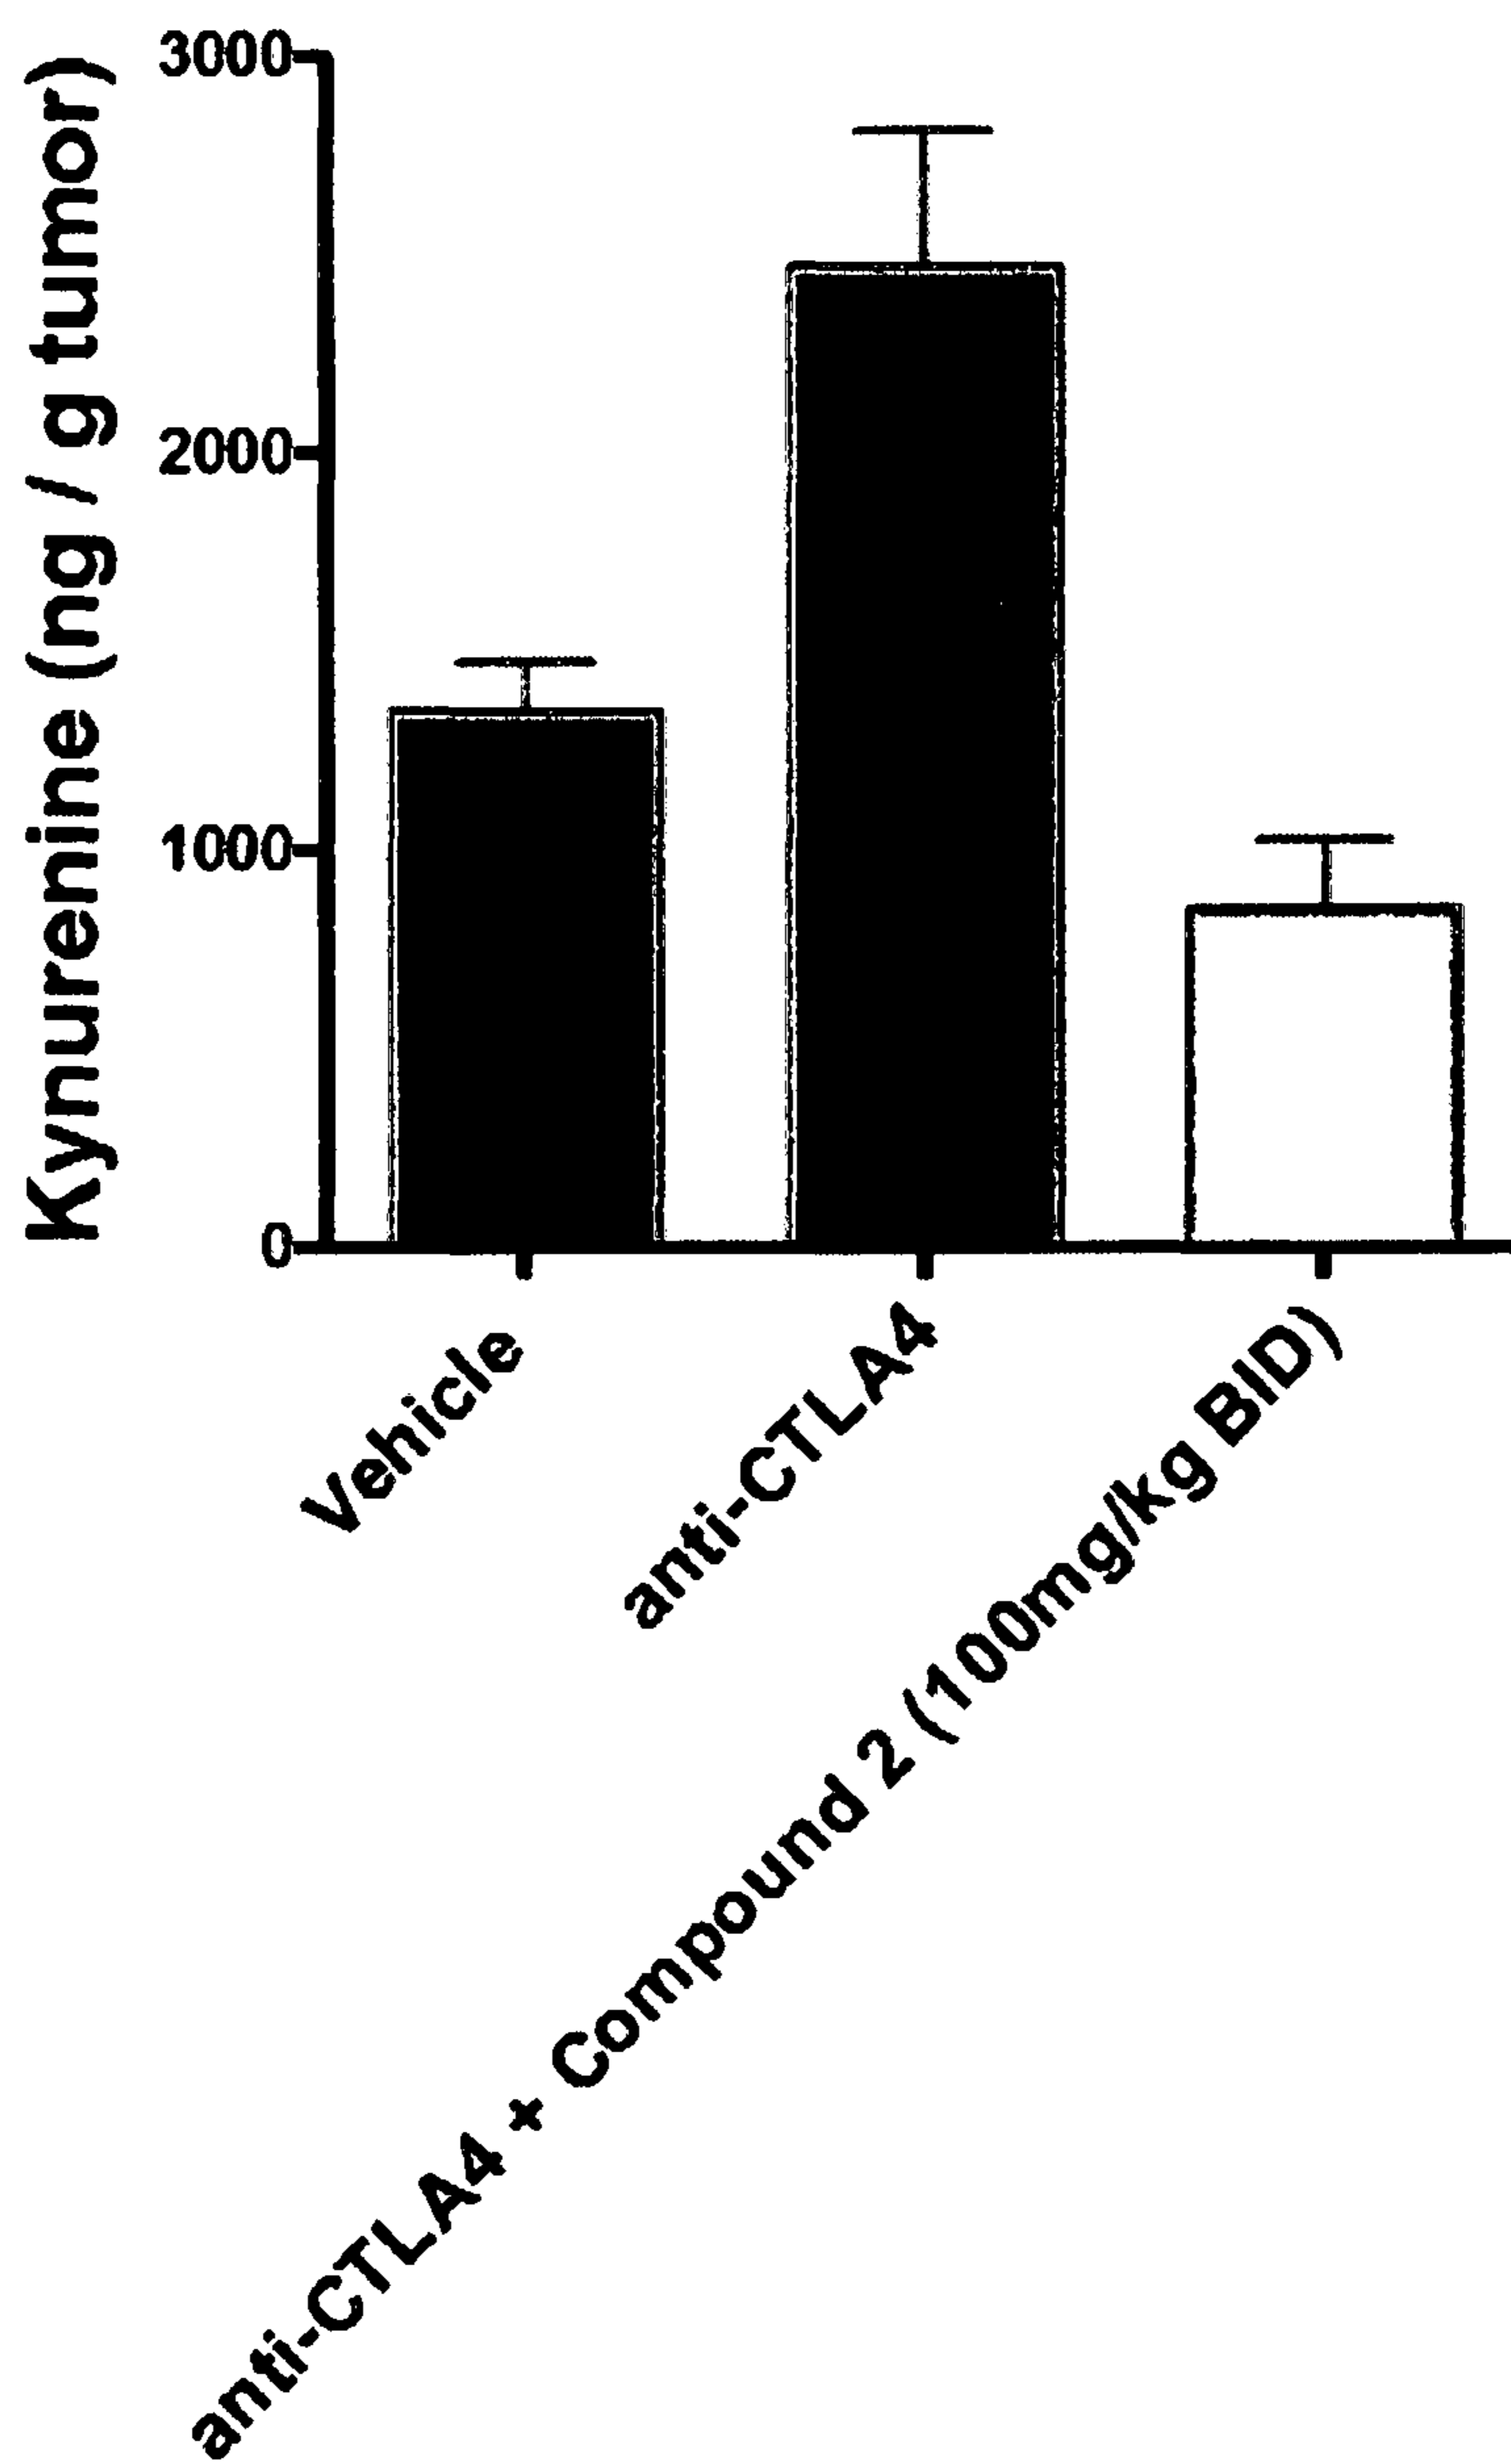 Kynurenine (ng / g tumor)
3000
2000
1000
0
Vehicle
anti-CTLA4
anti-CTLA4 + Compound 2 (100mg/kg BID)